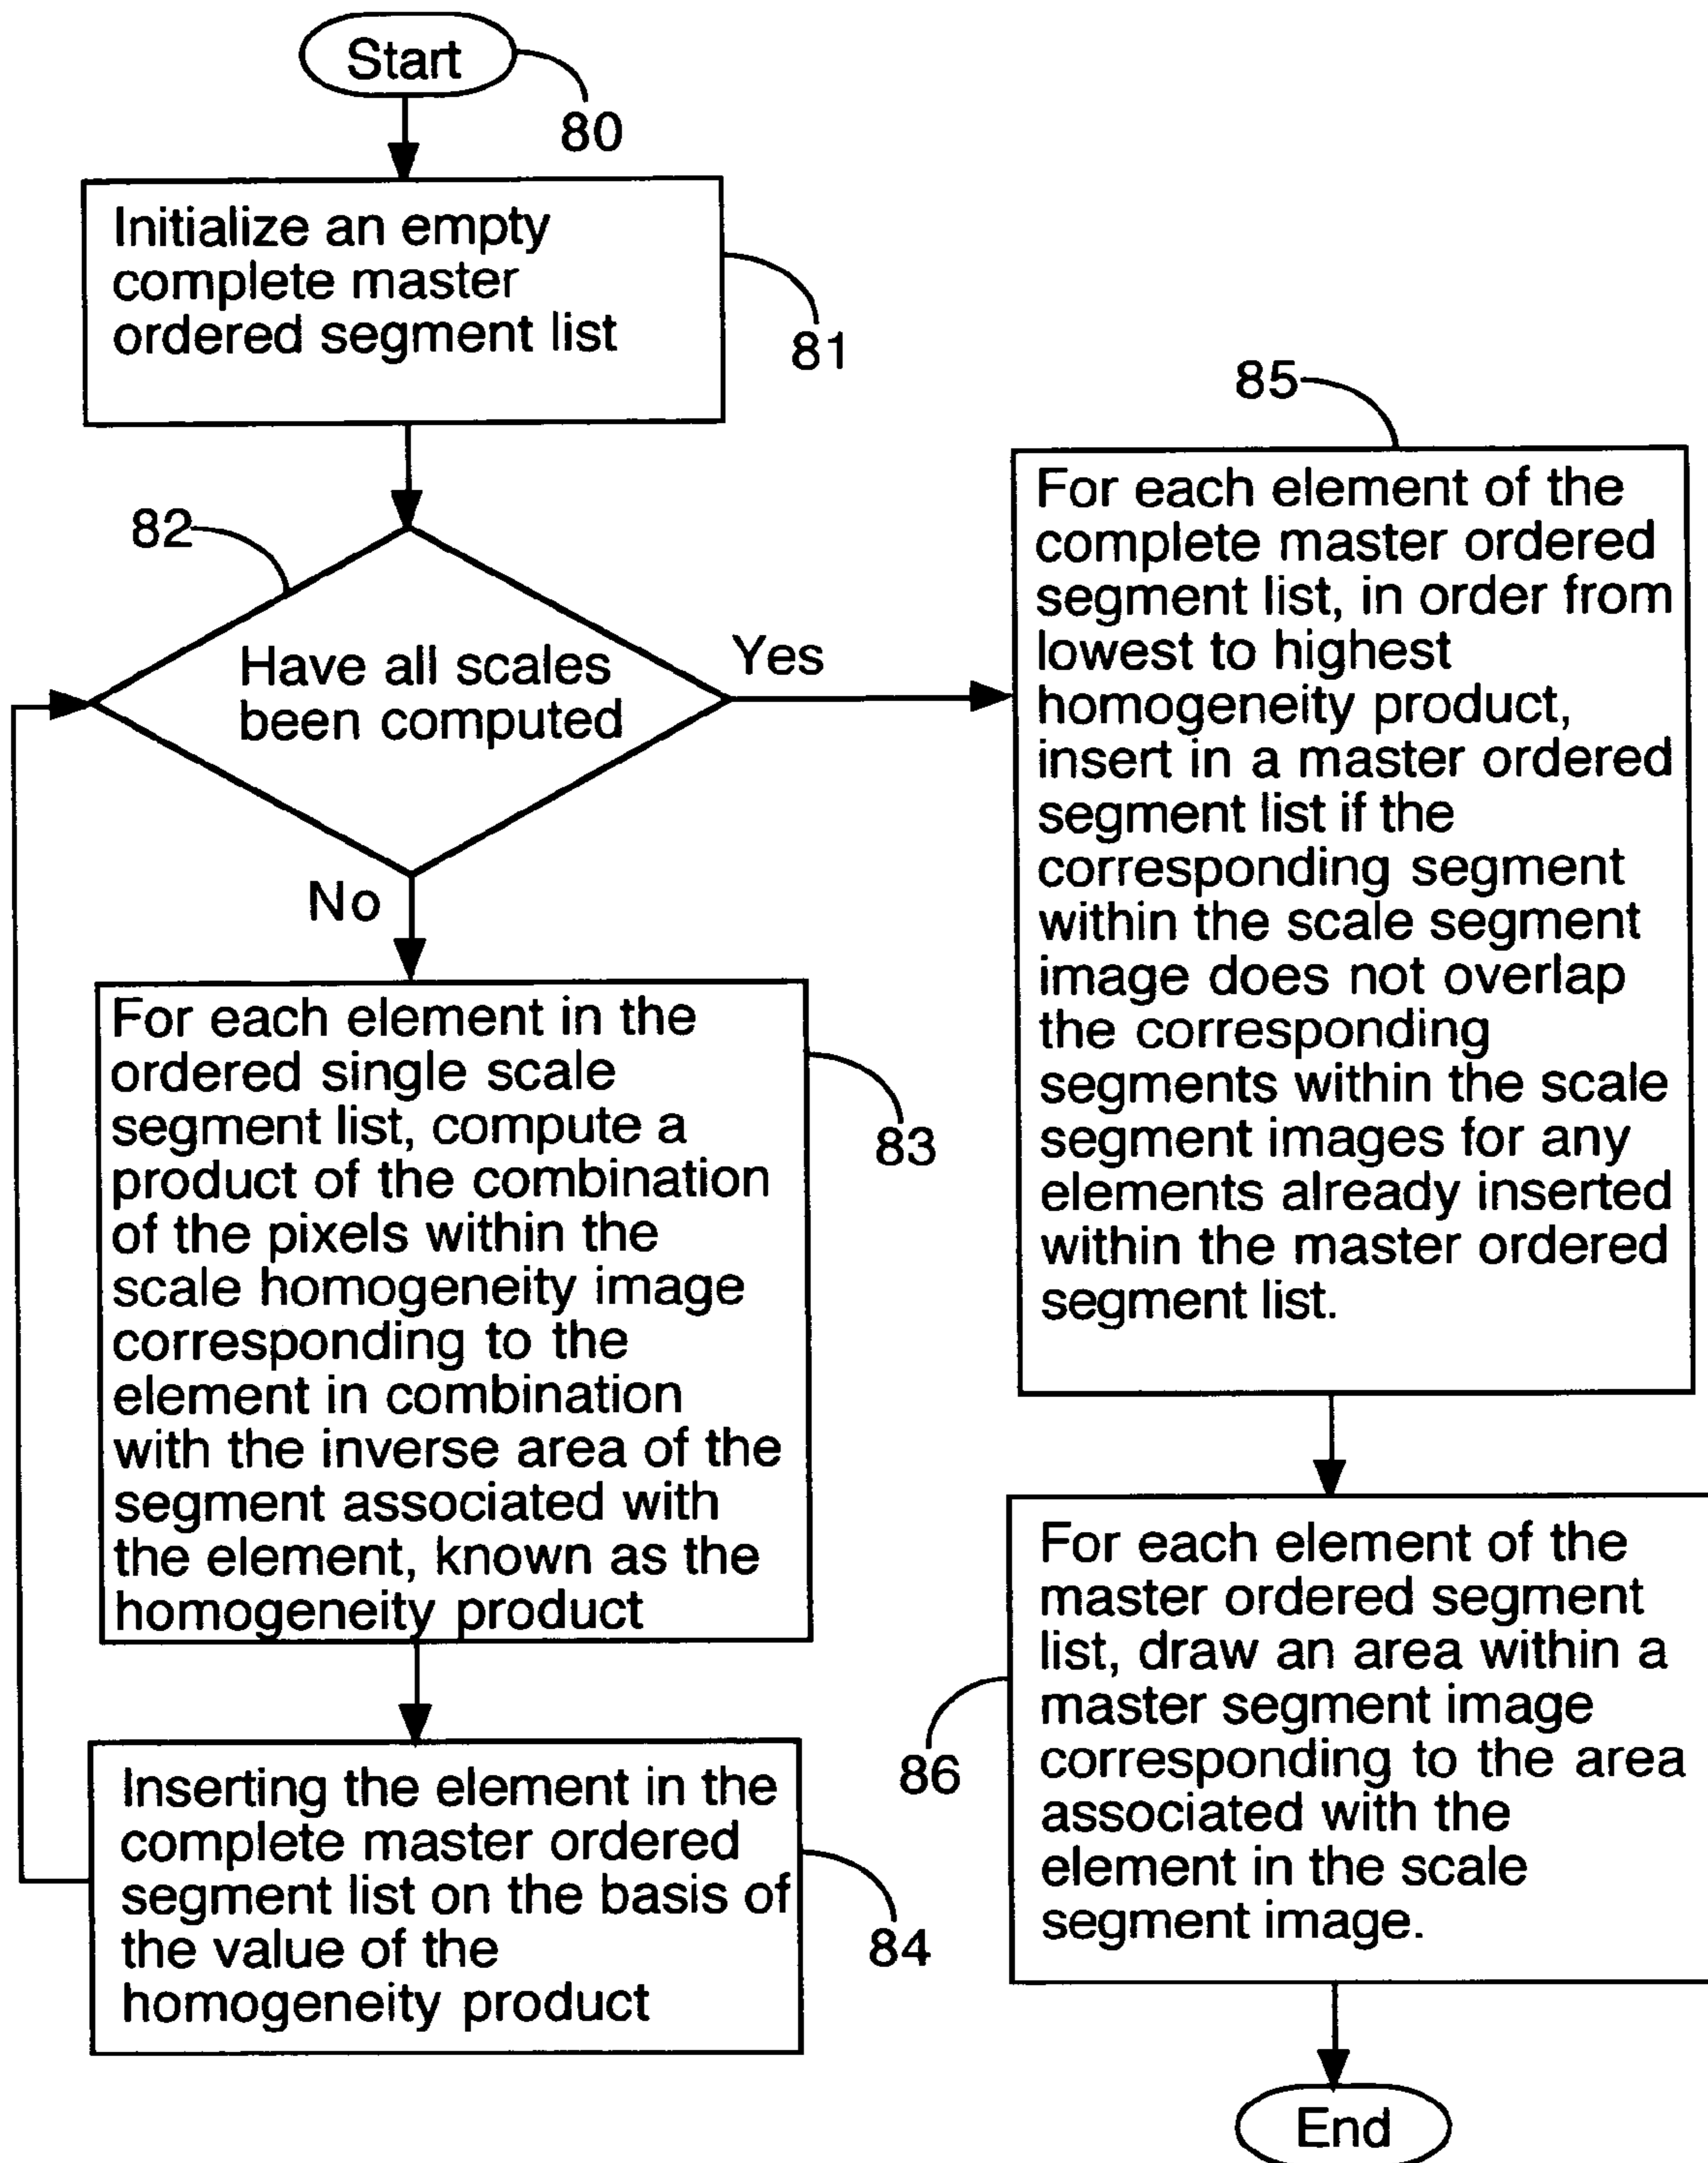 Start
80
Initialize an empty
complete master
ordered segment list
81
82
Have all scales
been computed
Yes
No
For each element in the
ordered single scale
segment list, compute a
product of the combination
of the pixels within the
scale homogeneity image
corresponding to the
element in combination
with the inverse area of the
segment associated with
the element, known as the
homogeneity product
83
Inserting the element in the
complete master ordered
segment list on the basis of
the value of the
homogeneity product
84
85
For each element of the
complete master ordered
segment list, in order from
lowest to highest
homogeneity product,
insert in a master ordered
segment list if the
corresponding segment
within the scale segment
image does not overlap
the corresponding
segments within the scale
segment images for any
elements already inserted
within the master ordered
segment list.
For each element of the
master ordered segment
list, draw an area within a
master segment image
corresponding to the area
associated with the
element in the scale
segment image.
86
End